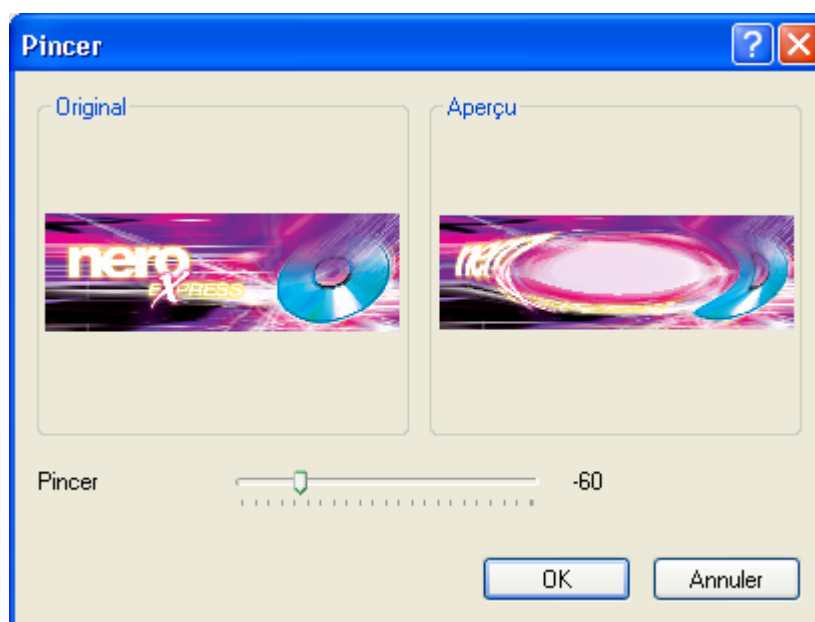 Pincer
Original
Aperçu
nero
EXPRESS
Pincer
-60
OK
Annuler